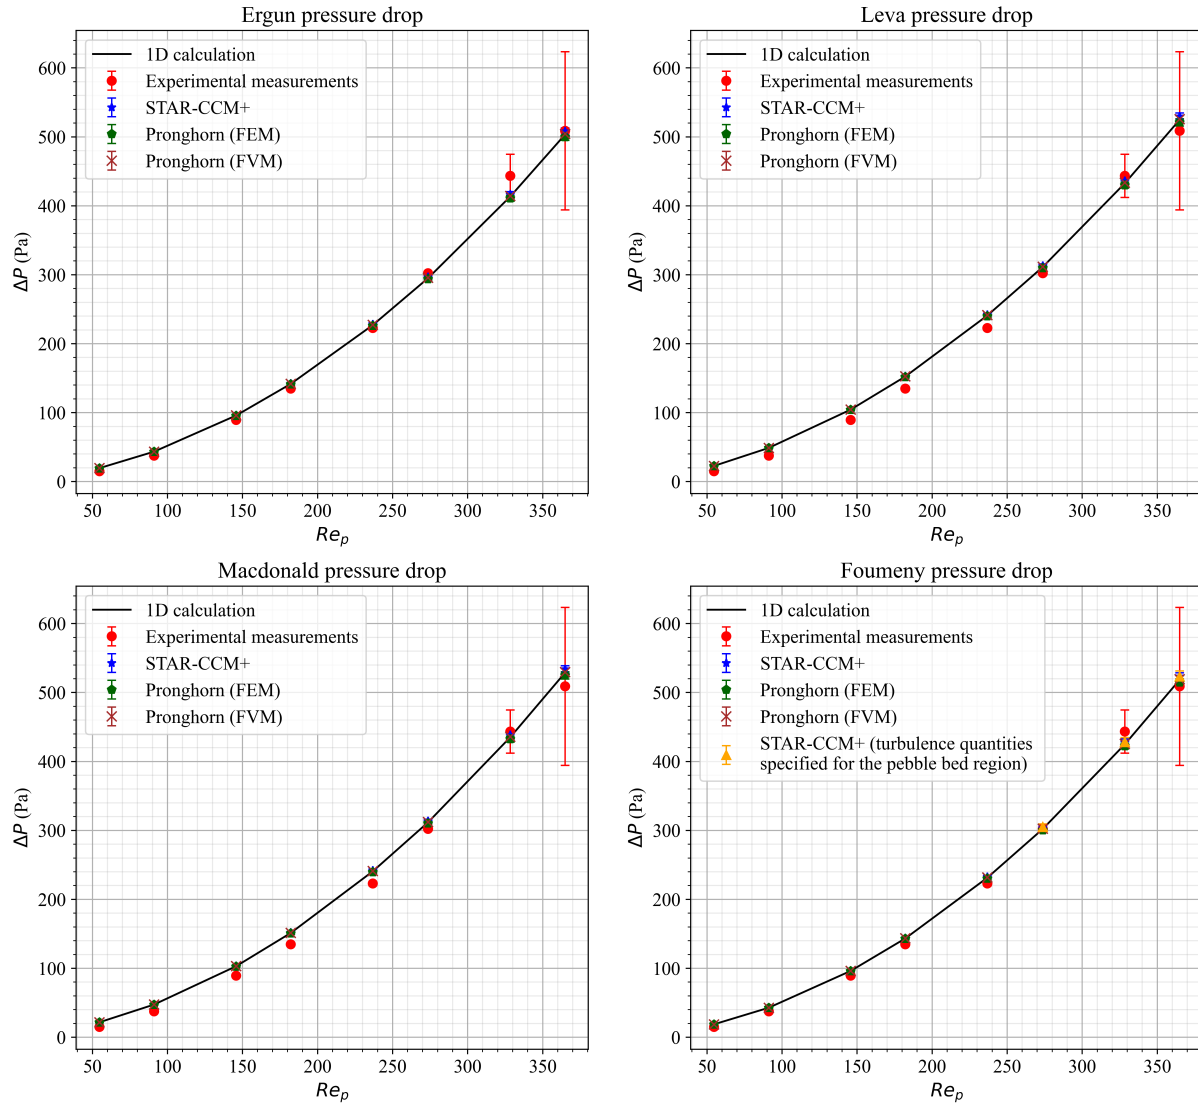 Ergun pressure drop
1D calculation
Experimental measurements
STAR-CCM+
Pronghorn (FEM)
Pronghorn (FVM)
600
500
400
300
200
100
0
ΔP (Pa)
50 100 150 200 250 300 350
Re_p
Leva pressure drop
1D calculation
Experimental measurements
STAR-CCM+
Pronghorn (FEM)
Pronghorn (FVM)
600
500
400
300
200
100
0
ΔP (Pa)
50 100 150 200 250 300 350
Re_p
Macdonald pressure drop
1D calculation
Experimental measurements
STAR-CCM+
Pronghorn (FEM)
Pronghorn (FVM)
600
500
400
300
200
100
0
ΔP (Pa)
50 100 150 200 250 300 350
Re_p
Foumeny pressure drop
1D calculation
Experimental measurements
STAR-CCM+
Pronghorn (FEM)
Pronghorn (FVM)
STAR-CCM+ (turbulence quantities
specified for the pebble bed region)
600
500
400
300
200
100
0
ΔP (Pa)
50 100 150 200 250 300 350
Re_p